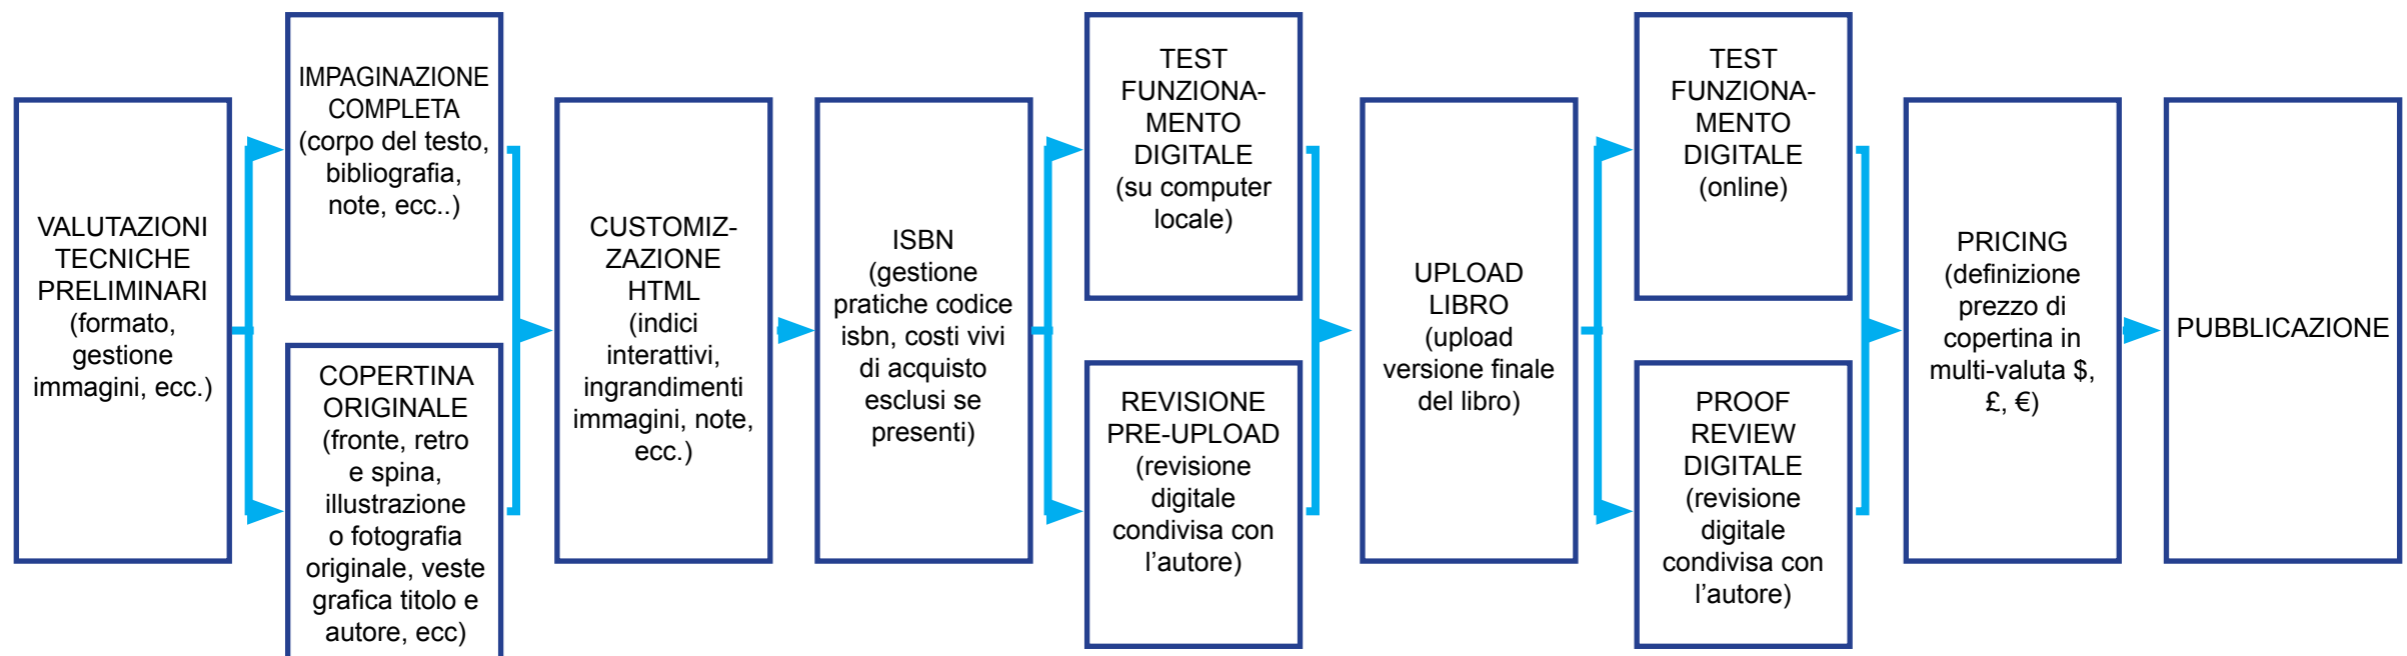 VALUTAZIONI
TECNICHE
PRELIMINARI
(formato,
gestione
immagini, ecc.)
IMPAGINAZIONE
COMPLETA
(corpo del testo,
bibliografia,
note, ecc..)
COPERTINA
ORIGINALE
(fronte, retro
e spina,
illustrazione
o fotografia
originale, veste
grafica titolo e
autore, ecc)
CUSTOMIZ-
ZAZIONE
HTML
(indici
interattivi,
ingrandimenti
immagini, note,
ecc.)
ISBN
(gestione
pratiche codice
isbn, costi vivi
di acquisto
esclusi se
presenti)
TEST
FUNZIONA-
MENTO
DIGITALE
(su computer
locale)
REVISIONE
PRE-UPLOAD
(revisione
digitale
condivisa con
l’autore)
UPLOAD
LIBRO
(upload
versione finale
del libro)
TEST
FUNZIONA-
MENTO
DIGITALE
(online)
PROOF
REVIEW
DIGITALE
(revisione
digitale
condivisa con
l’autore)
PRICING
(definizione
prezzo di
copertina in
multi-valuta $,
£, €)
PUBBLICAZIONE